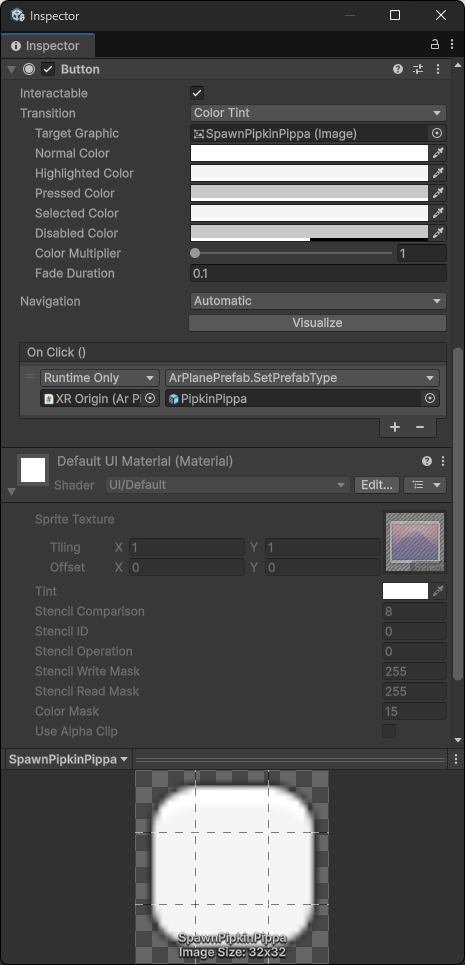 Inspector
Inspector
Button
Interactable
Transition Color Tint
Target Graphic SpawnPipkinPippa (Image)
Normal Color
Highlighted Color
Pressed Color
Selected Color
Disabled Color
Color Multiplier 1
Fade Duration 0.1
Navigation Automatic
Visualize
On Click ()
Runtime Only ArPlanePrefab.SetPrefabType
XR Origin (Ar Pl PipkinPippa
+ −
Default UI Material (Material)
Shader UI/Default Edit...
Sprite Texture
Tiling X 1 Y 1
Offset X 0 Y 0
Select
Tint
Stencil Comparison 8
Stencil ID 0
Stencil Operation 0
Stencil Write Mask 255
Stencil Read Mask 255
Color Mask 15
Use Alpha Clip
SpawnPipkinPippa
SpawnPipkinPippa
Image Size: 32x32